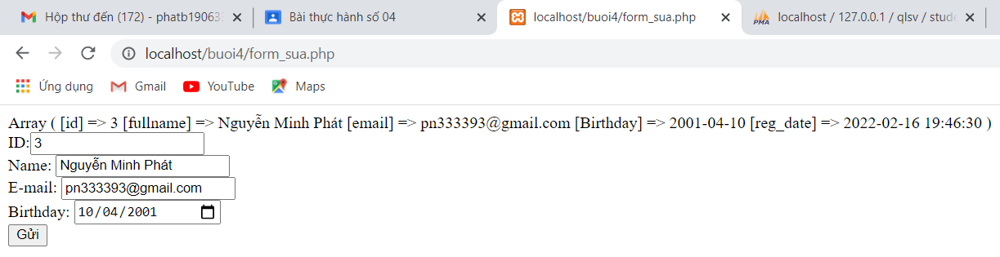 Hộp thư đến (172) - phatb19063
Bài thực hành số 04
localhost/buoi4/form_sua.php
PMA
localhost / 127.0.0.1 / qlsv / stude
localhost/buoi4/form_sua.php
Ứng dụng
Gmail
YouTube
Maps
Array ( [id] => 3 [fullname] => Nguyễn Minh Phát [email] => pn333393@gmail.com [Birthday] => 2001-04-10 [reg_date] => 2022-02-16 19:46:30 )
ID: 3
Name: Nguyễn Minh Phát
E-mail: pn333393@gmail.com
Birthday: 10/04/2001
Gửi